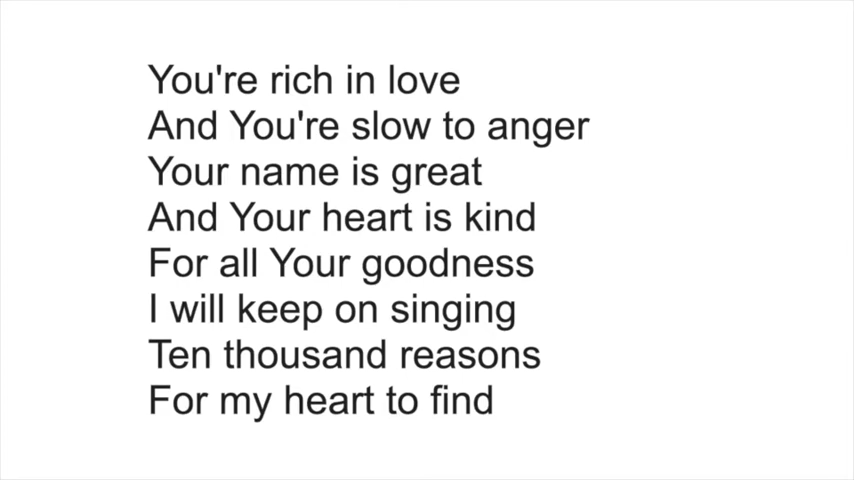 You're rich in love
And You're slow to anger
Your name is great
And Your heart is kind
For all Your goodness
I will keep on singing
Ten thousand reasons
For my heart to find